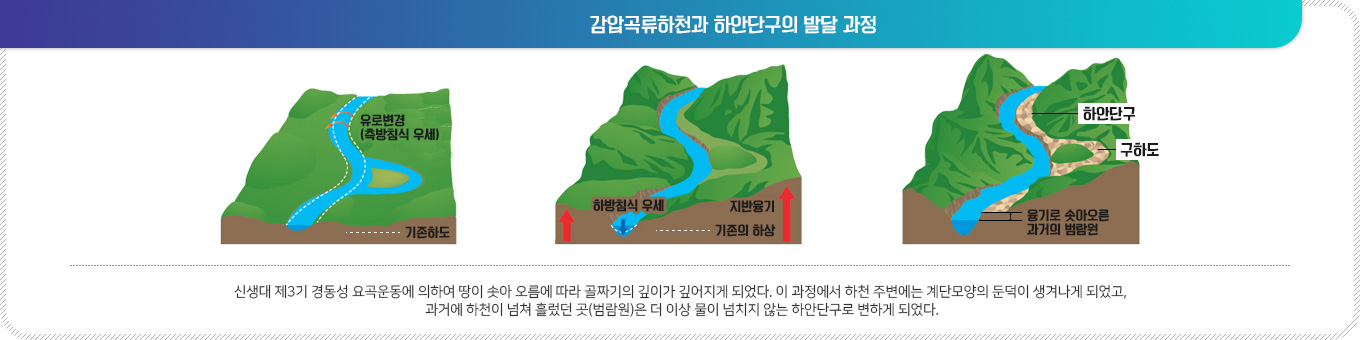 감압곡류하천과 하안단구의 발달 과정
유로변경
(측방침식 우세)
기존하도
하방침식 우세
지반융기
기존의 하상
하안단구
구하도
융기로 솟아오른
과거의 범람원
신생대 제3기 경동성 요곡운동에 의하여 땅이 솟아 오름에 따라 골짜기의 깊이가 깊어지게 되었다. 이 과정에서 하천 주변에는 계단모양의 둔덕이 생겨나게 되었고,
과거에 하천이 넘쳐 흘렀던 곳(범람원)은 더 이상 물이 넘치지 않는 하안단구로 변하게 되었다.